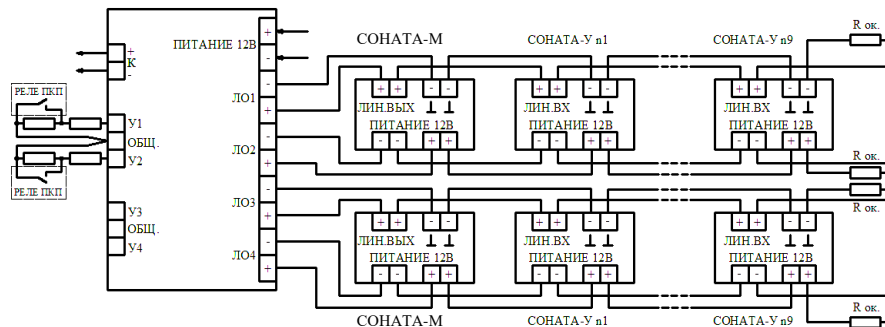 СОНАТА-М СОНАТА-У n1 СОНАТА-У n9 R ок.
ПИТАНИЕ 12В + -
+ К -
РЕЛЕ ПКП
У1
ОБЩ.
У2
РЕЛЕ ПКП
У3
ОБЩ.
У4
ЛО1 - +
ЛО2 - +
ЛО3 - +
ЛО4 - +
+ + - - + + - - + + - -
ЛИН.ВЫХ ЛИН.ВХ ЛИН.ВХ
ПИТАНИЕ 12В ПИТАНИЕ 12В ПИТАНИЕ 12В
- - + + - - + + - - + +
R ок.
R ок.
R ок.
+ + - - + + - - + + - -
ЛИН.ВЫХ ЛИН.ВХ ЛИН.ВХ
ПИТАНИЕ 12В ПИТАНИЕ 12В ПИТАНИЕ 12В
- - + + - - + + - - + +
СОНАТА-М СОНАТА-У n1 СОНАТА-У n9 R ок.